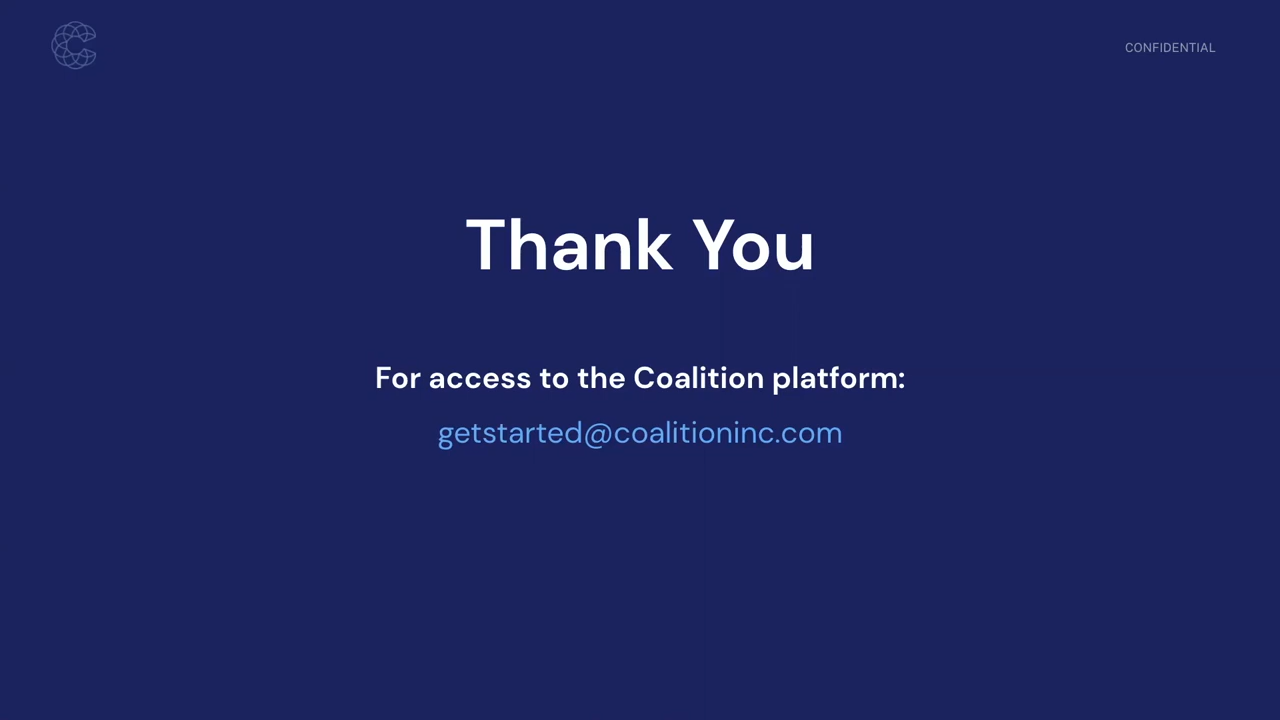 CONFIDENTIAL
Thank You
For access to the Coalition platform:
getstarted@coalitioninc.com